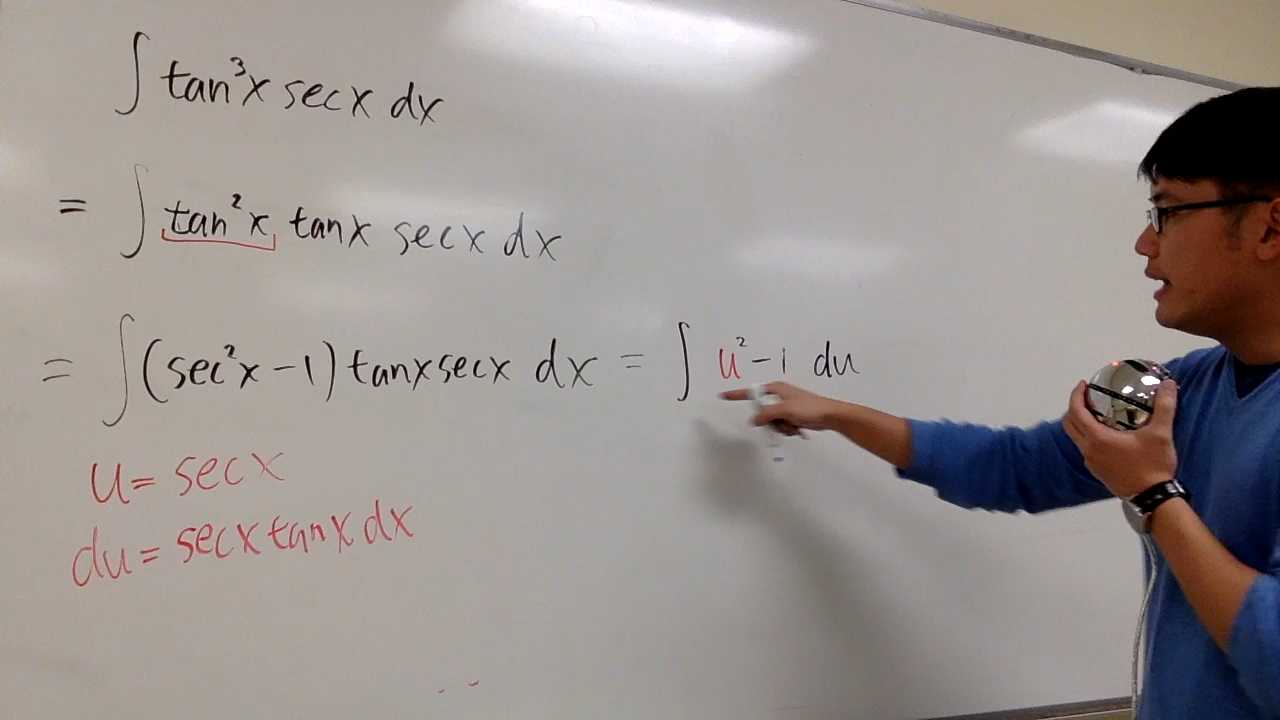 ∫ tan³x secx dx
= ∫ tan²x tanx secx dx
= ∫ (sec²x − 1) tanx secx dx = ∫ u² − 1 du
u = secx
du = secx tanx dx